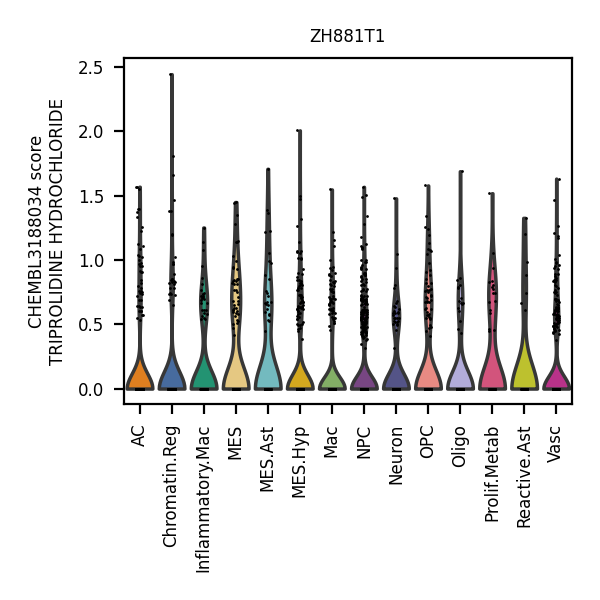 ZH881T1
CHEMBL3188034 score
TRIPROLIDINE HYDROCHLORIDE
2.5
2.0
1.5
1.0
0.5
0.0
AC
Chromatin.Reg
Inflammatory.Mac
MES
MES.Ast
MES.Hyp
Mac
NPC
Neuron
OPC
Oligo
Prolif.Metab
Reactive.Ast
Vasc